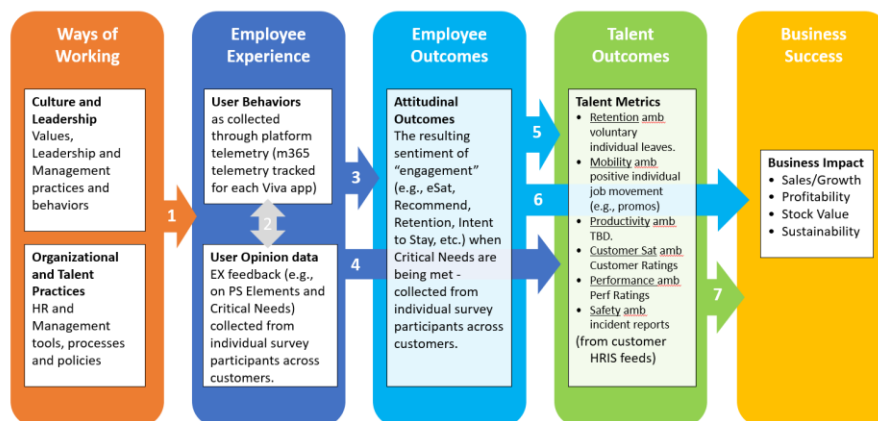 Ways of
Working
Culture and
Leadership
Values,
Leadership and
Management
practices and
behaviors
Organizational
and Talent
Practices
HR and
Management
tools, processes
and policies
1
Employee
Experience
User Behaviors
as collected
through platform
telemetry (m365
telemetry tracked
for each Viva app)
2
User Opinion data
EX feedback (e.g.,
on PS Elements and
Critical Needs)
collected from
individual survey
participants across
customers.
3
4
Employee
Outcomes
Attitudinal
Outcomes
The resulting
sentiment of
“engagement”
(e.g., eSat,
Recommend,
Retention, Intent
to Stay, etc.) when
Critical Needs are
being met -
collected from
individual survey
participants across
customers.
5
6
Talent
Outcomes
Talent Metrics
• Retention amb
voluntary
individual leaves.
• Mobility amb
positive individual
job movement
(e.g., promos)
• Productivity amb
TBD.
• Customer Sat amb
Customer Ratings
• Performance amb
Perf Ratings
• Safety amb
incident reports
(from customer
HRIS feeds)
7
Business
Success
Business Impact
• Sales/Growth
• Profitability
• Stock Value
• Sustainability